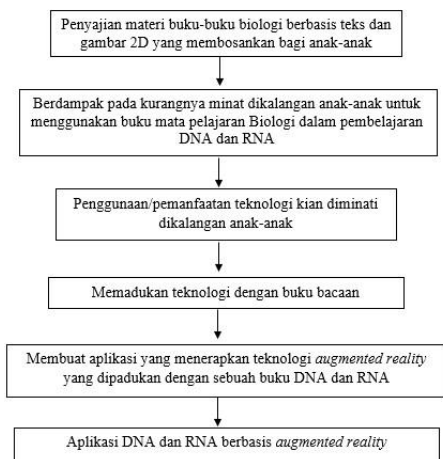 Penyajian materi buku-buku biologi berbasis teks dan
gambar 2D yang membosankan bagi anak-anak
Berdampak pada kurangnya minat dikalangan anak-anak untuk
menggunakan buku mata pelajaran Biologi dalam pembelajaran
DNA dan RNA
Penggunaan/pemanfaatan teknologi kian diminati
dikalangan anak-anak
Memadukan teknologi dengan buku bacaan
Membuat aplikasi yang menerapkan teknologi augmented reality
yang dipadukan dengan sebuah buku DNA dan RNA
Aplikasi DNA dan RNA berbasis augmented reality